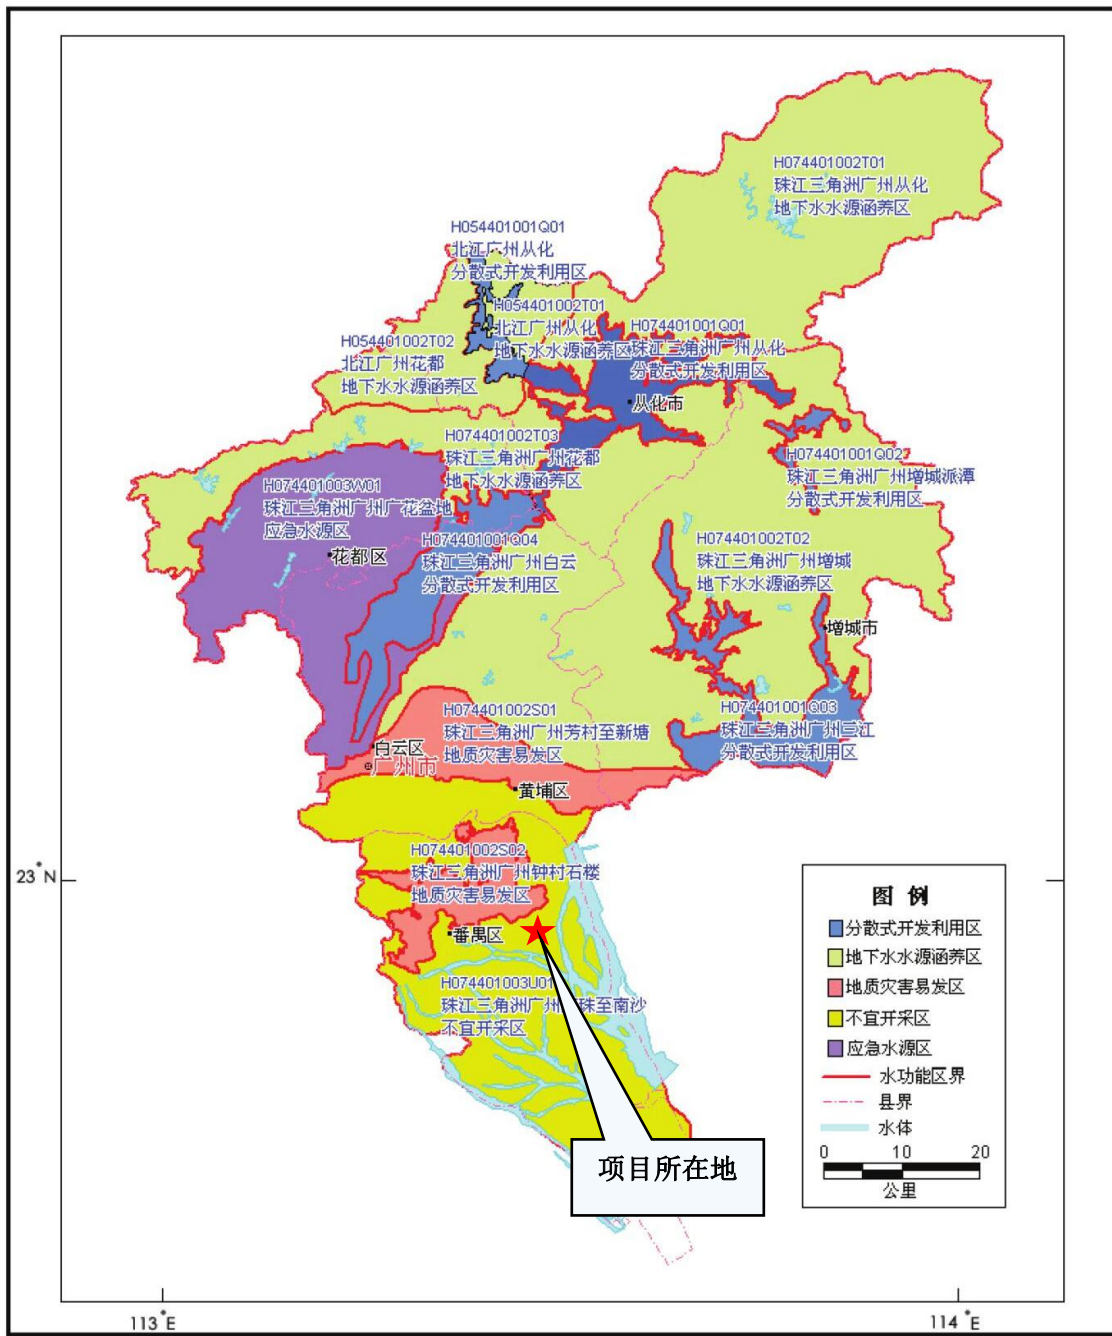 H074401002T01
珠江三角洲广州从化
地下水水源涵养区
H054401001Q01
北江广州从化
分散式开发利用区
H054401002T01
北江广州从化
地下水水源涵养区
H074401001Q01
珠江三角洲广州从化
分散式开发利用区
H054401002T02
北江广州花都
地下水水源涵养区
从化市
H074401002T03
珠江三角洲广州花都
地下水水源涵养区
H074401001Q02
珠江三角洲广州增城派潭
分散式开发利用区
H074401003W01
珠江三角洲广州广花盆地
应急水源区
花都区
H074401001Q04
珠江三角洲广州白云
分散式开发利用区
H074401002T02
珠江三角洲广州增城
地下水水源涵养区
增城市
H074401002S01
珠江三角洲广州芳村至新塘
地质灾害易发区
H074401001Q03
珠江三角洲广州三江
分散式开发利用区
白云区
广州市
黄埔区
H074401002S02
珠江三角洲广州钟村石楼
地质灾害易发区
23°N
番禺区
H074401003U01
珠江三角洲广州 珠至南沙
不宜开采区
项目所在地
图 例
分散式开发利用区
地下水水源涵养区
地质灾害易发区
不宜开采区
应急水源区
水功能区界
县界
水体
0 10 20
公里
113°E
114°E